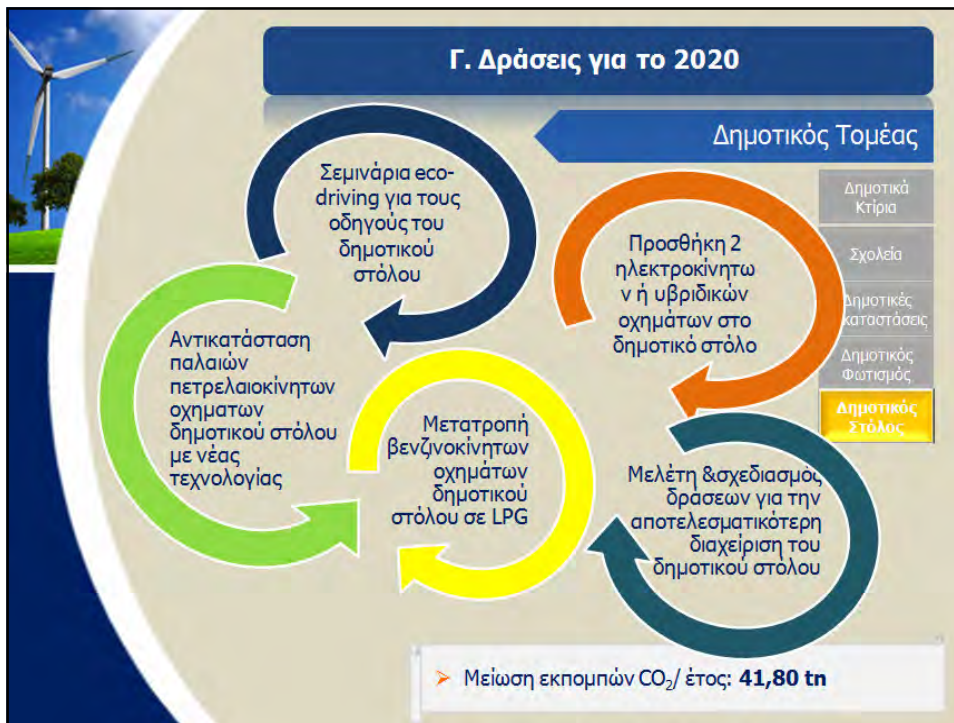 Γ. Δράσεις για το 2020
Δημοτικός Τομέας
Σεμινάρια eco-
driving για τους
οδηγούς του
δημοτικού
στόλου
Αντικατάσταση
παλαιών
πετρελαιοκίνητων
οχηματων
δημοτικού στόλου
με νέας
τεχνολογίας
Μετατροπή
βενζινοκίνητων
οχημάτων
δημοτικού
στόλου σε LPG
Προσθήκη 2
ηλεκτροκίνητω
ν ή υβριδικών
οχημάτων στο
δημοτικό στόλο
Μελέτη &σχεδιασμός
δράσεων για την
αποτελεσματικότερη
διαχείριση του
δημοτικού στόλου
Δημοτικά
Κτίρια
Σχολεία
Δημοτικές
καταστάσεις
Δημοτικός
Φωτισμός
Δημοτικός
Στόλος
➢ Μείωση εκπομπών CO₂/ έτος: 41,80 tn